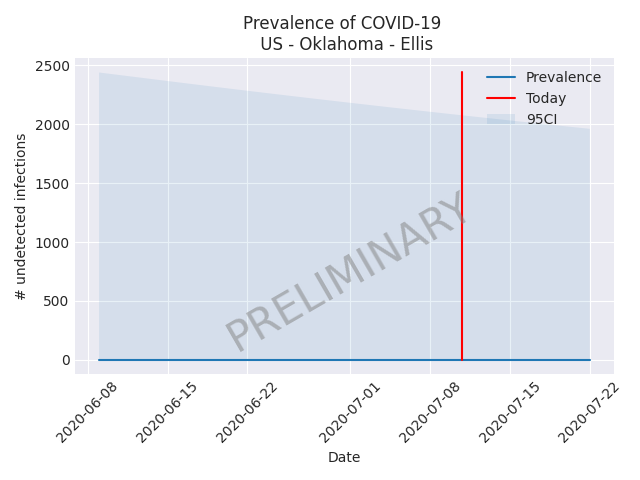 Prevalence of COVID-19
US - Oklahoma - Ellis
2500
2000
1500
1000
500
0
# undetected infections
Prevalence
Today
95CI
PRELIMINARY
2020-06-08
2020-06-15
2020-06-22
2020-07-01
2020-07-08
2020-07-15
2020-07-22
Date